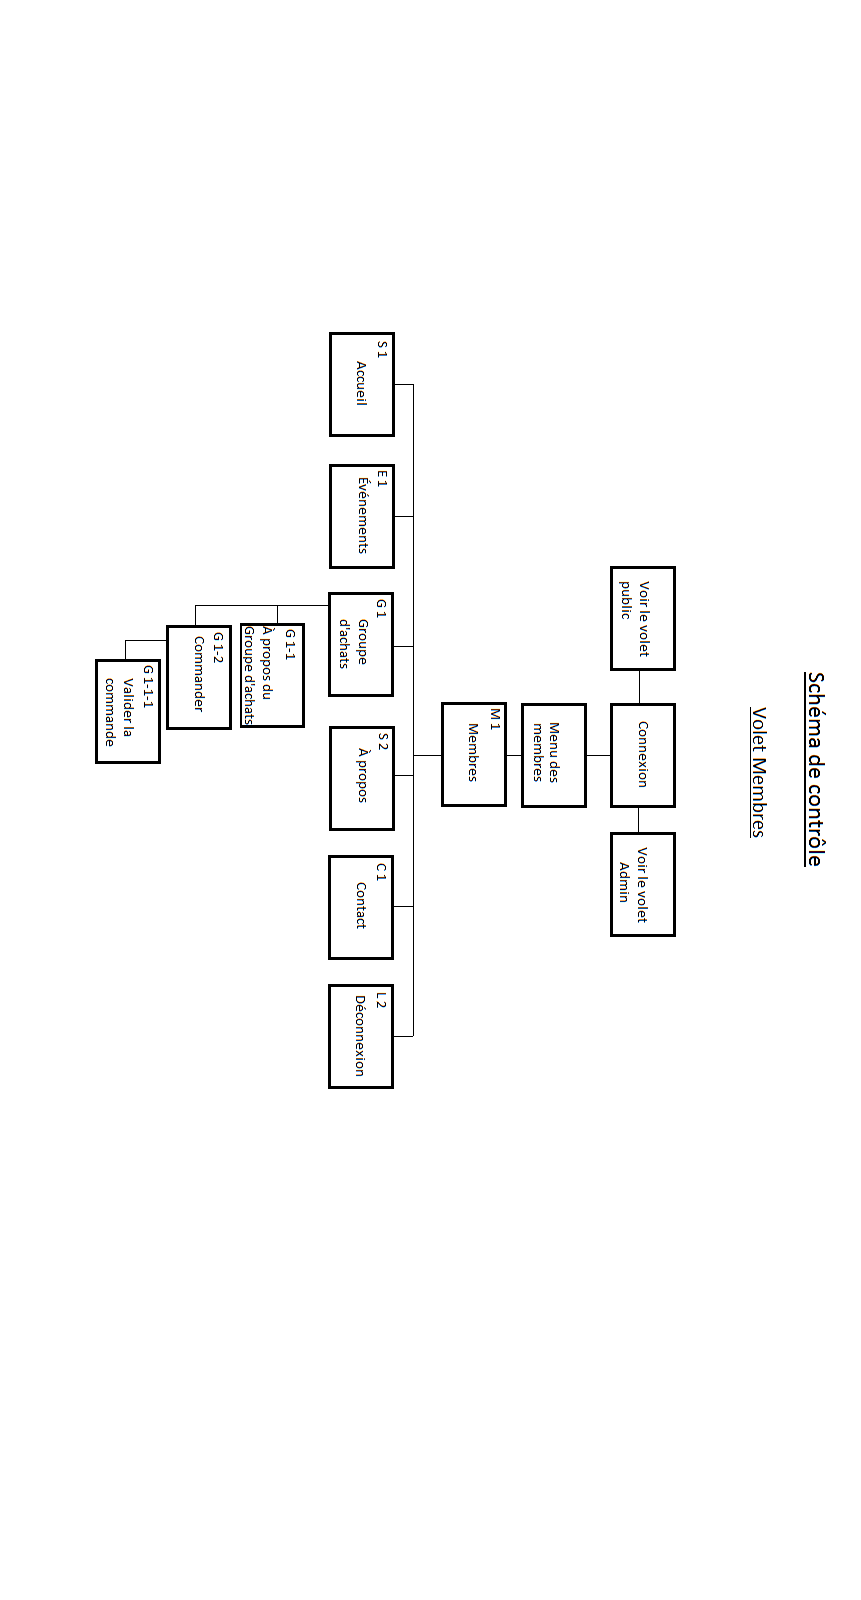 Schéma de contrôle
Volet Membres
Voir le volet
public
Connexion
Voir le volet
Admin
Menu des
membres
M 1
Membres
S 1
Accueil
E 1
Événements
G 1
Groupe
d'achats
S 2
À propos
C 1
Contact
L 2
Déconnexion
G 1-1
À propos du
Groupe d'achats
G 1-2
Commander
G 1-1-1
Valider la
commande